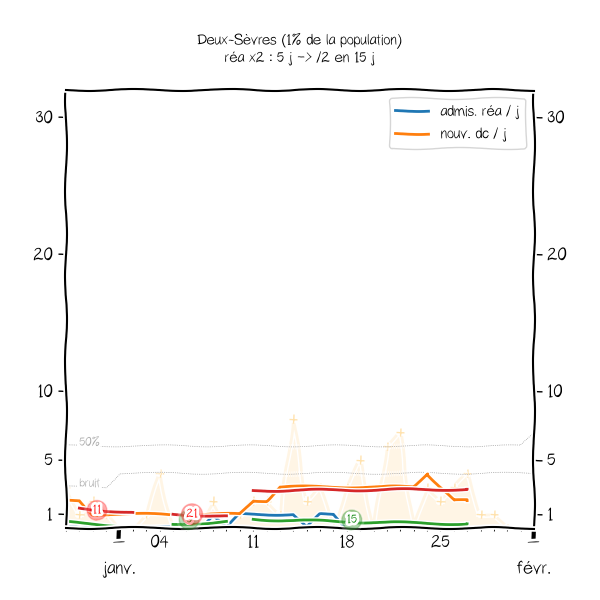 Deux-Sèvres (1% de la population)
réa x2 : 5 j -> /2 en 15 j
admis. réa / j
nouv. dc / j
30
30
20
20
10
10
50%
5
5
bruit
11
21
15
1
1
04
11
18
25
janv.
févr.